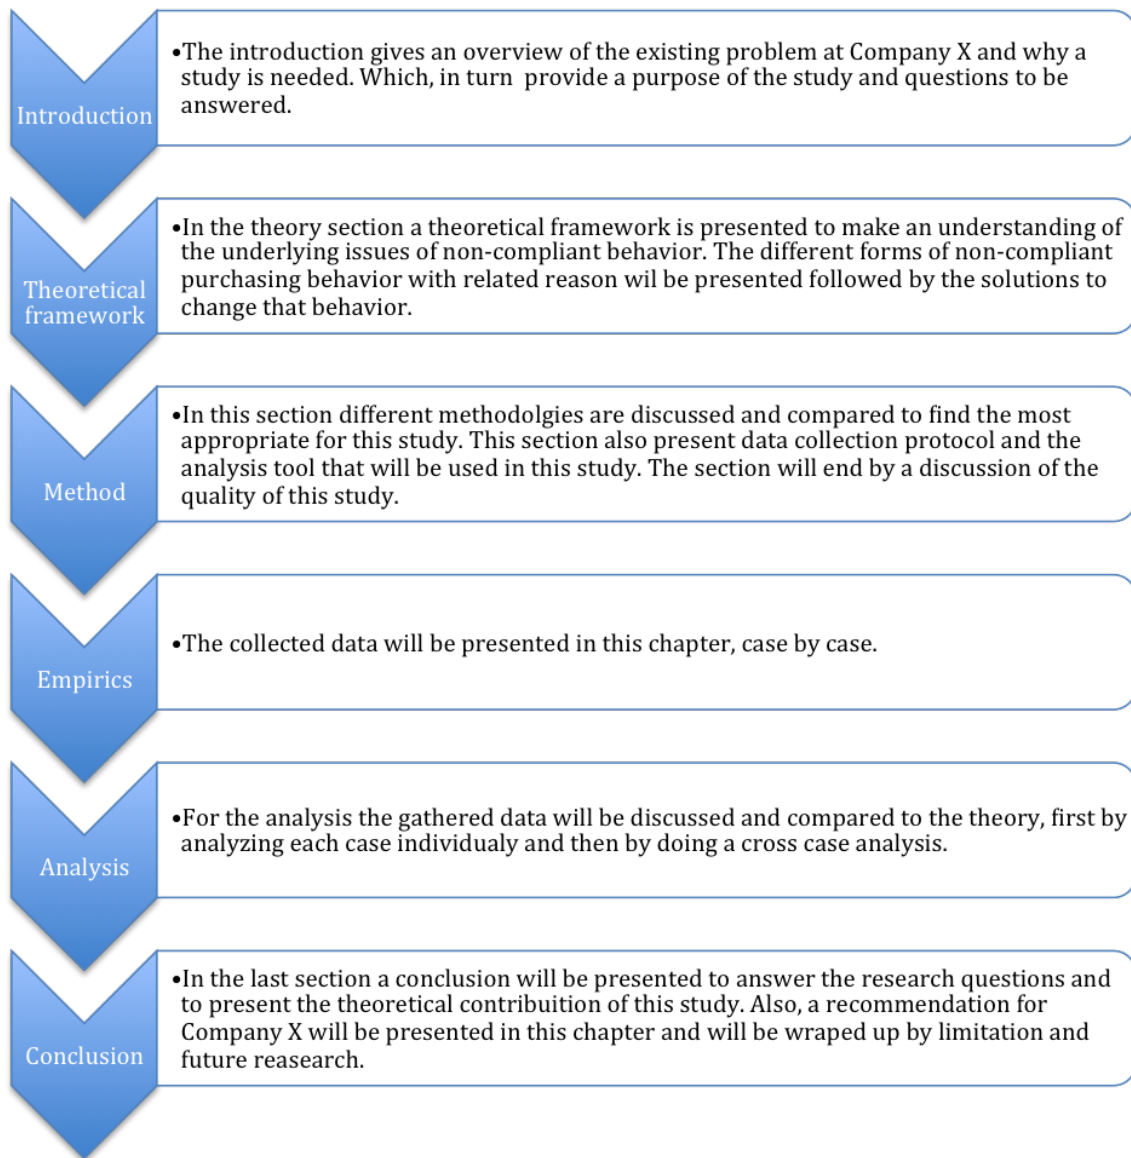 Introduction
•The introduction gives an overview of the existing problem at Company X and why a
study is needed. Which, in turn  provide a purpose of the study and questions to be
answered.
Theoretical
framework
•In the theory section a theoretical framework is presented to make an understanding of
the underlying issues of non-compliant behavior. The different forms of non-compliant
purchasing behavior with related reason wil be presented followed by the solutions to
change that behavior.
Method
•In this section different methodolgies are discussed and compared to find the most
appropriate for this study. This section also present data collection protocol and the
analysis tool that will be used in this study. The section will end by a discussion of the
quality of this study.
Empirics
•The collected data will be presented in this chapter, case by case.
Analysis
•For the analysis the gathered data will be discussed and compared to the theory, first by
analyzing each case individualy and then by doing a cross case analysis.
Conclusion
•In the last section a conclusion will be presented to answer the research questions and
to present the theoretical contribuition of this study. Also, a recommendation for
Company X will be presented in this chapter and will be wraped up by limitation and
future reasearch.